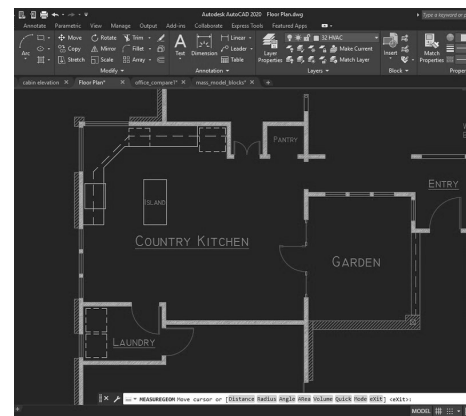 Autodesk AutoCAD 2020 Floor Plan.dwg
Type a keyword or
Annotate Parametric View Manage Output Add-ins Collaborate Express Tools Featured Apps
Arc
Move Rotate Trim
Copy Mirror Fillet
Stretch Scale Array
Modify
Text
Dimension
Linear
Leader
Table
Annotation
Layer Properties
32 HVAC
Make Current
Match Layer
Layers
Insert
Block
Match Properties
Prope
cabin elevation Floor Plan* office_compare1* mass_model_blocks*
PANTRY
ENTRY
ISLAND
COUNTRY KITCHEN
GARDEN
LAUNDRY
MEASUREGEOM Move cursor or [Distance Radius Angle ARea Volume Quick Mode eXit] <eXit>:
MODEL